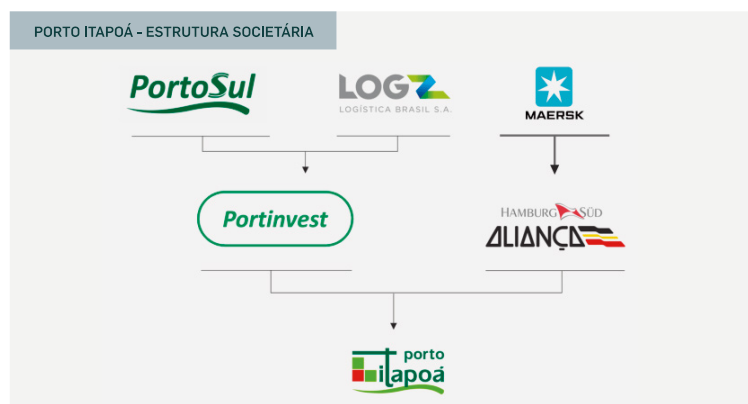 PORTO ITAPOÁ - ESTRUTURA SOCIETÁRIA
PortoSul
LOGZ
LOGÍSTICA BRASIL S.A.
MAERSK
Portinvest
HAMBURG SÜD
ALIANÇA
porto
itapoá